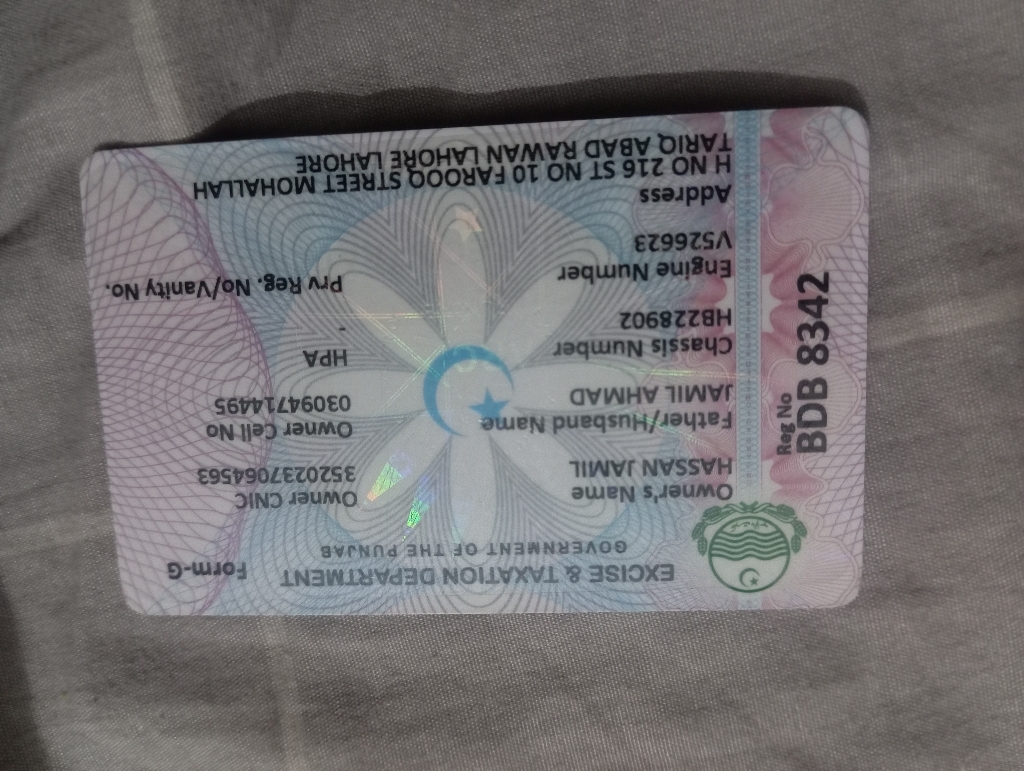 EXCISE & TAXATION DEPARTMENT
GOVERNMENT OF THE PUNJAB
Form-G
Owner's Name
HASSAN JAMIL
Owner CNIC
3520237064563
Father/Husband Name
JAMIL AHMAD
Owner Cell No
03094714495
Chassis Number
HB228902
HPA
-
Engine Number
V526623
Prv Reg. No/Vanity No.
Address
H NO 216 ST NO 10 FAROOQ STREET MOHALLAH
TARIQ ABAD RAWAN LAHORE LAHORE
Reg No
BDB 8342